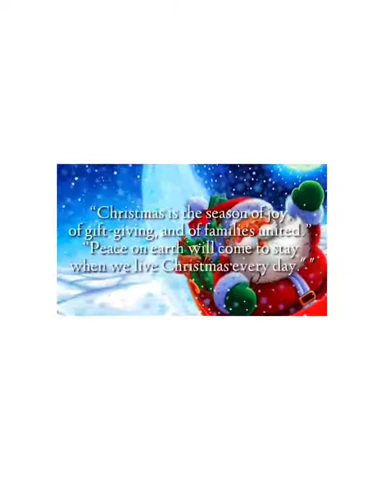 “Christmas is the season of joy
of gift-giving, and of families united.”
“Peace on earth will come to stay
when we live Christmas every day.” ”